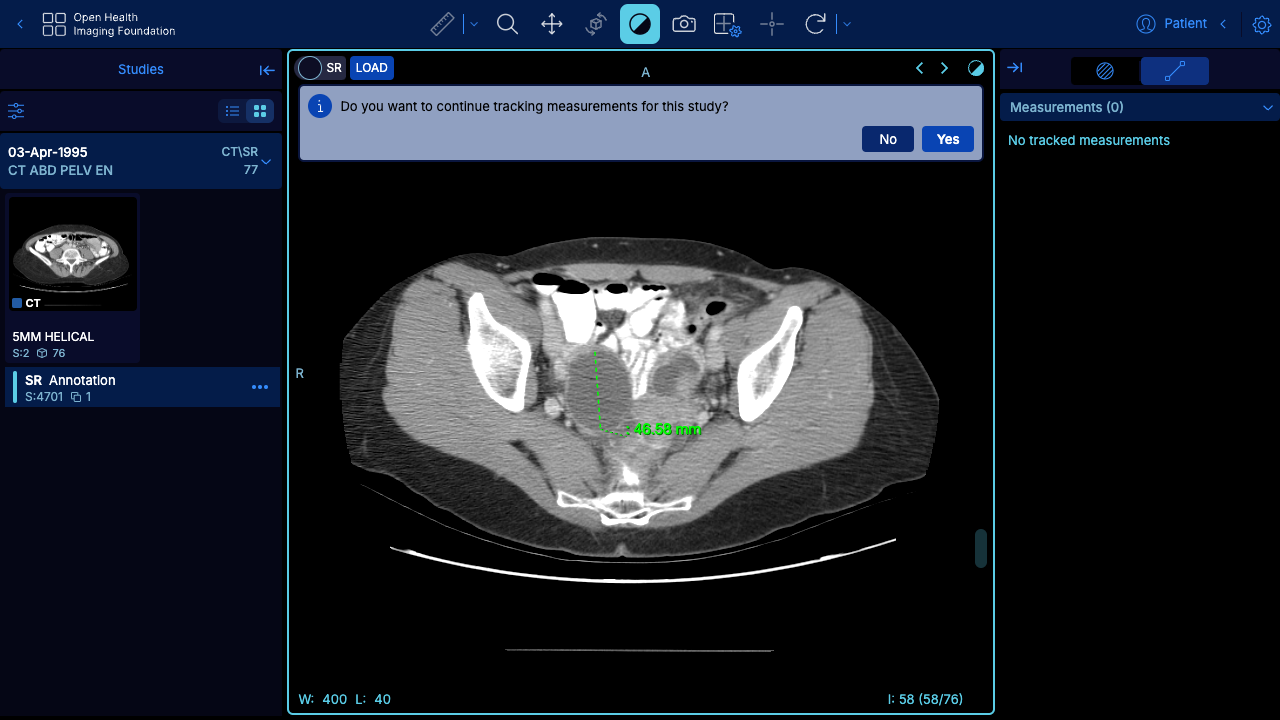 Open Health
Imaging Foundation
Patient
Studies
03-Apr-1995
CT\SR
CT ABD PELV EN
77
CT
5MM HELICAL
S:2
76
SR Annotation
S:4701
1
SR
LOAD
A
i
Do you want to continue tracking measurements for this study?
No
Yes
R
46.58 mm
W: 400 L: 40
I: 58 (58/76)
Measurements (0)
No tracked measurements